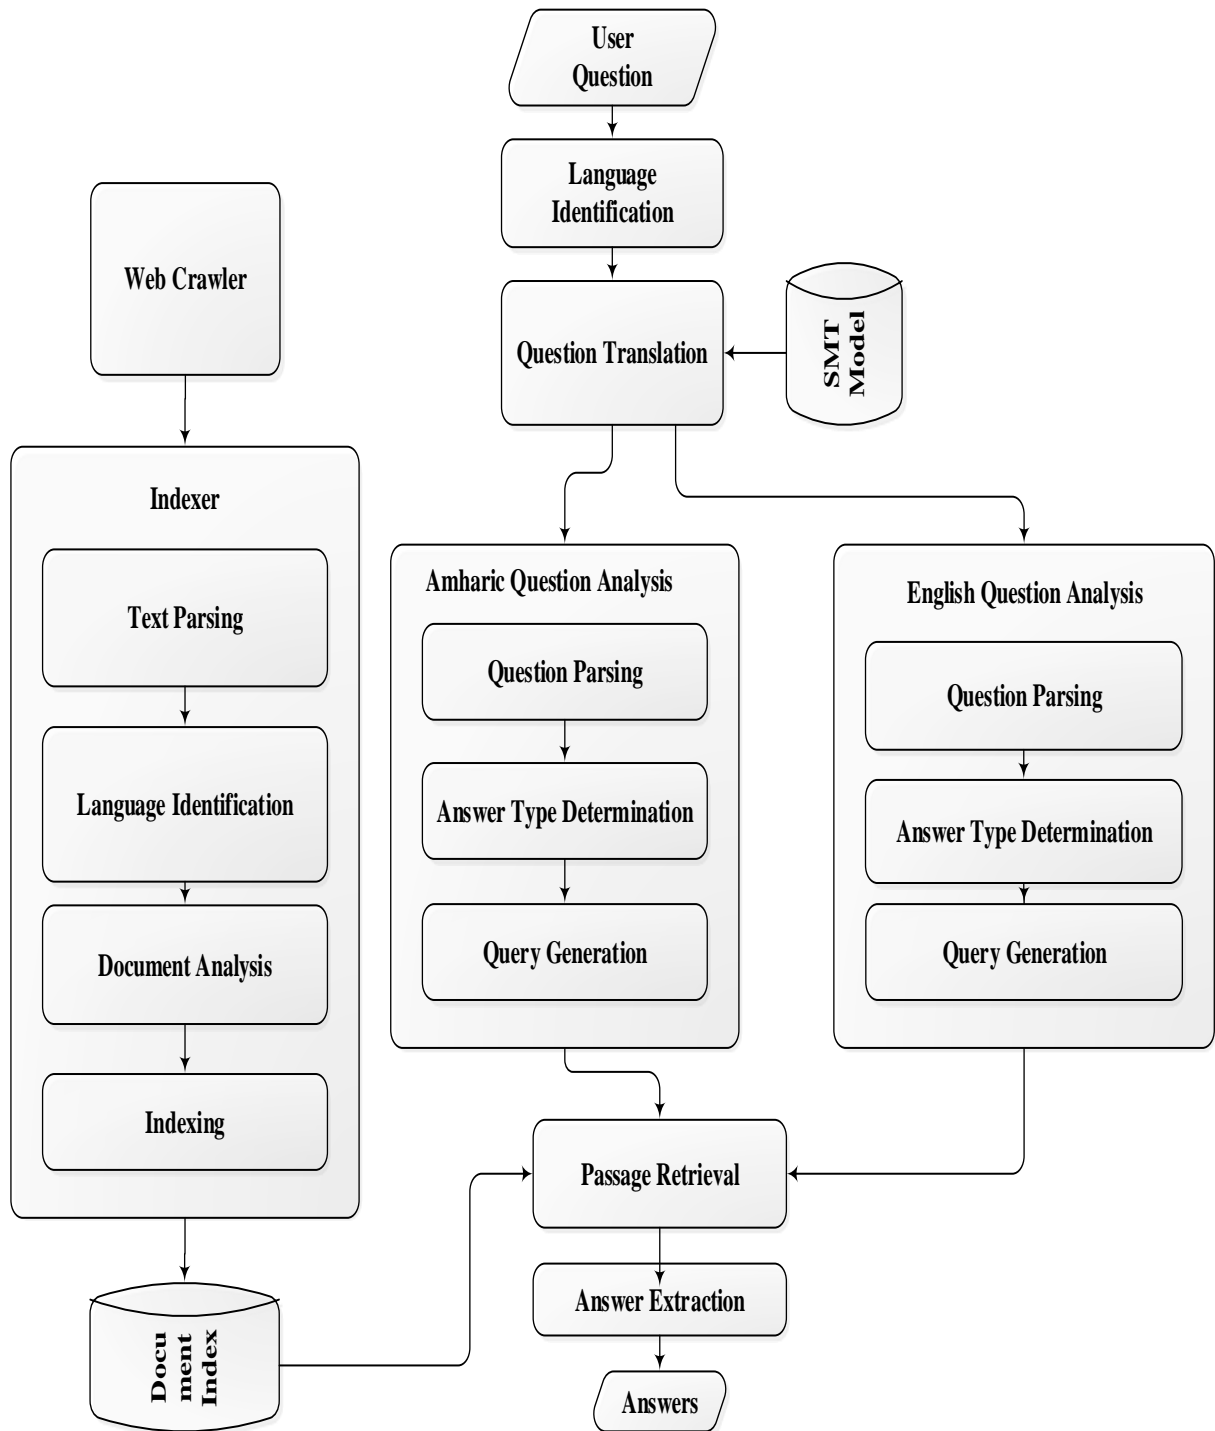 User
Question
Language
Identification
Web Crawler
Question Translation
SMT
Model
Indexer
Text Parsing
Language Identification
Document Analysis
Indexing
Amharic Question Analysis
Question Parsing
Answer Type Determination
Query Generation
English Question Analysis
Question Parsing
Answer Type Determination
Query Generation
Passage Retrieval
Answer Extraction
Answers
Docu
ment
Index